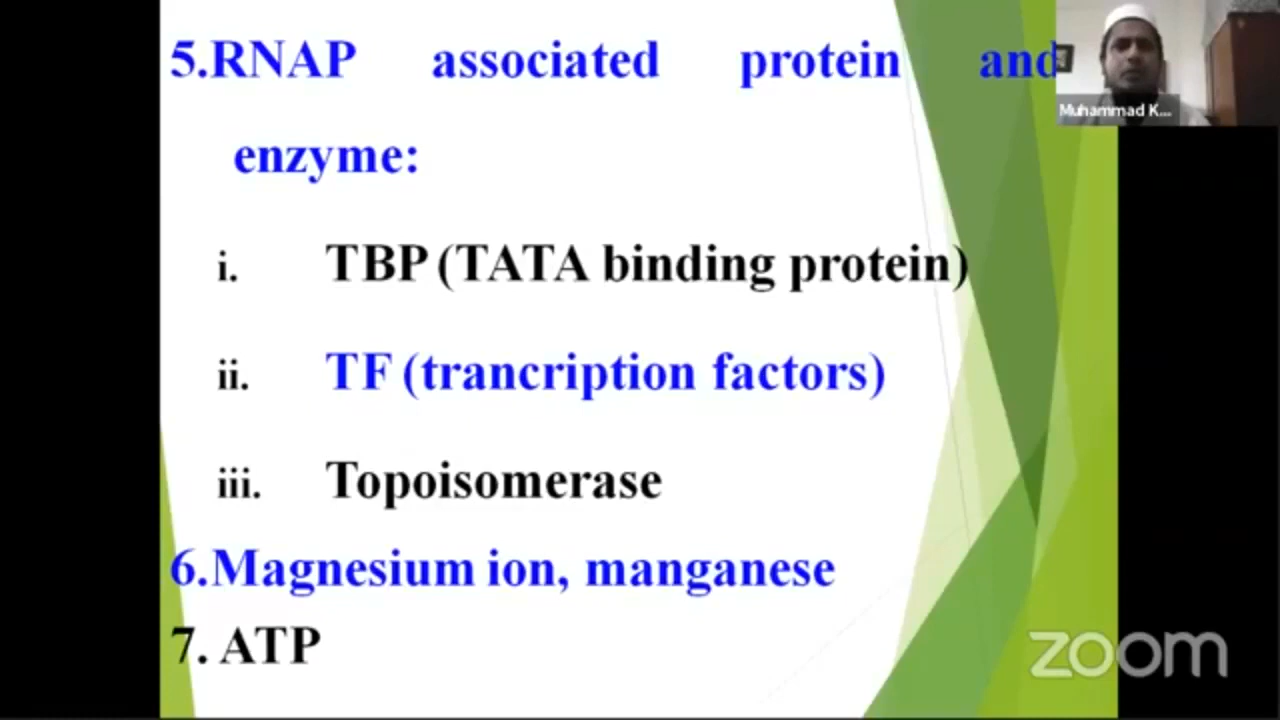 5.RNAP associated protein and
Muhammad K...
enzyme:
i. TBP (TATA binding protein)
ii. TF (trancription factors)
iii. Topoisomerase
6.Magnesium ion, manganese
7. ATP
zoom